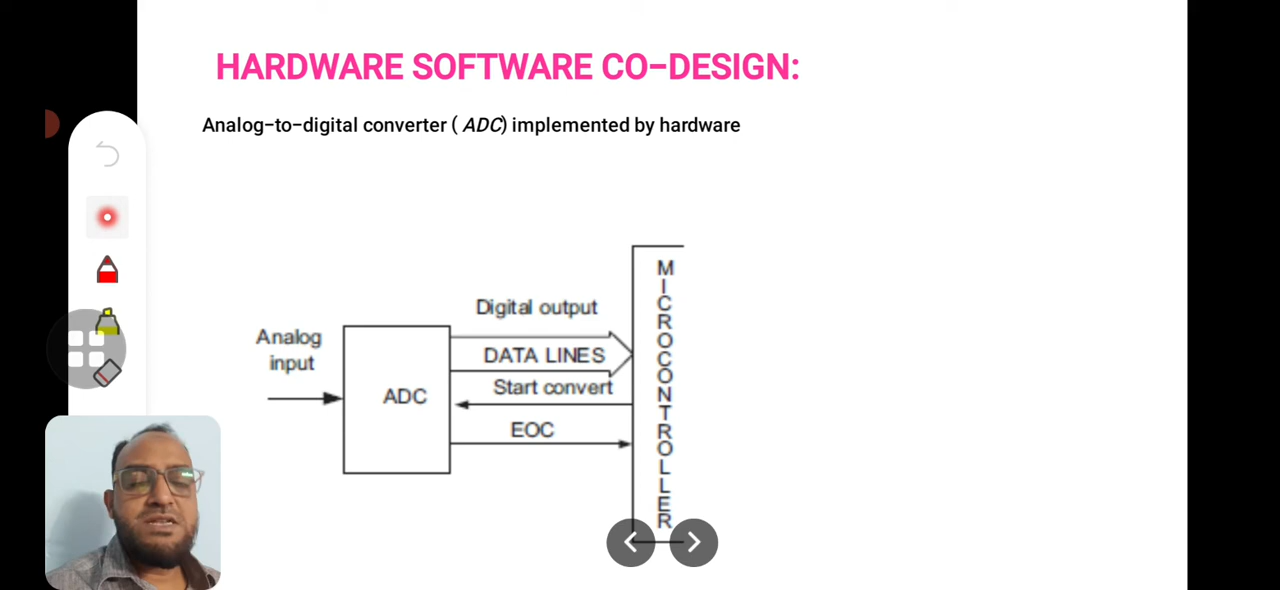 HARDWARE SOFTWARE CO-DESIGN:
Analog-to-digital converter ( ADC) implemented by hardware
Analog
input
ADC
Digital output
DATA LINES
Start convert
EOC
MICROCONTROLLER